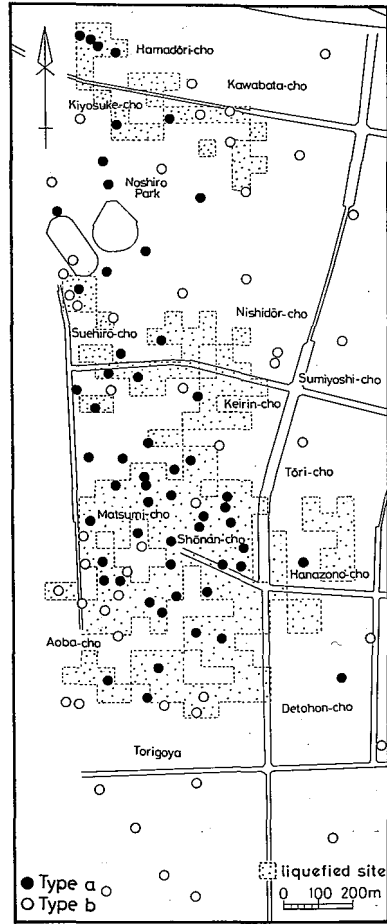 Hamadōri-cho
Kawabata-cho
Kiyosuke-cho
Noshiro
Park
Nishidōr-cho
Suehiro-cho
Sumiyoshi-cho
Keirin-cho
Tōri-cho
Matsumi-cho
Shōnan-cho
Hanazono-cho
Aoba-cho
Detohon-cho
Torigoya
Type a
liquefied site
Type b
0 100 200m